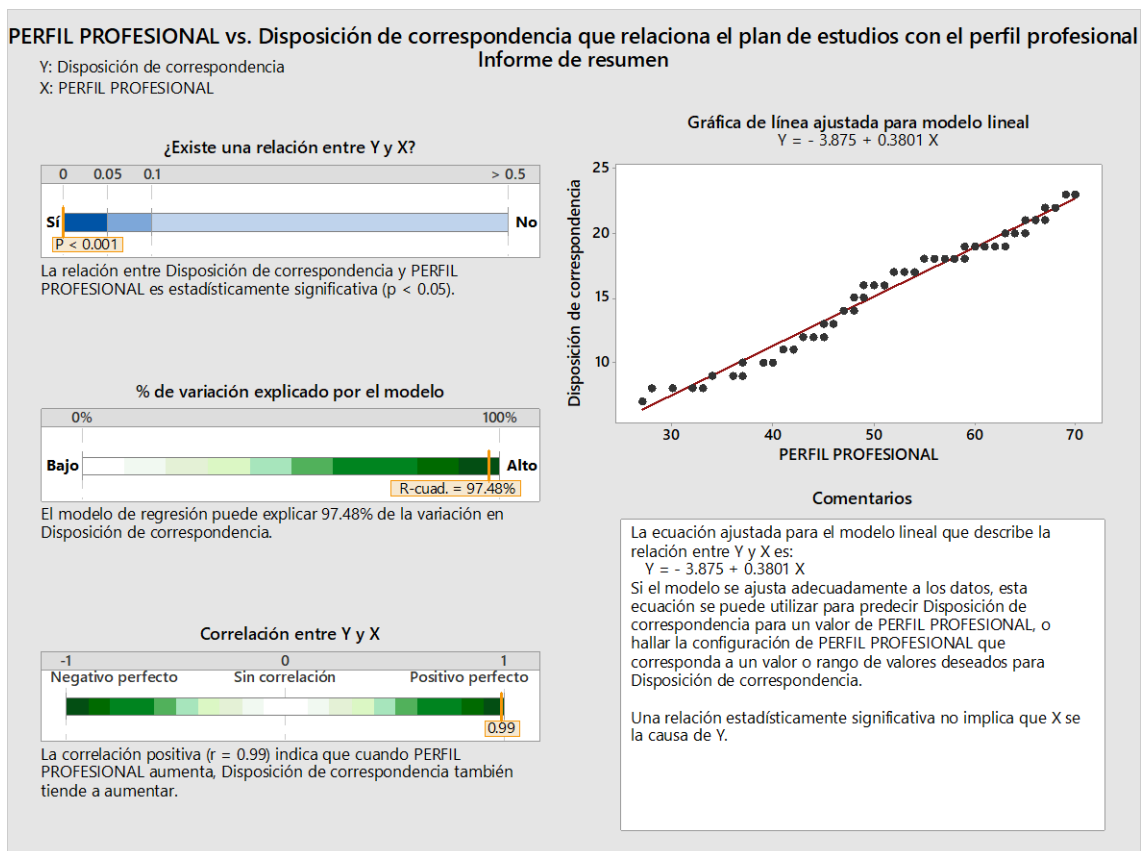 PERFIL PROFESIONAL vs. Disposición de correspondencia que relaciona el plan de estudios con el perfil profesional
Informe de resumen
Y: Disposición de correspondencia
X: PERFIL PROFESIONAL
¿Existe una relación entre Y y X?
0 0.05 0.1 > 0.5
Sí No
P < 0.001
La relación entre Disposición de correspondencia y PERFIL
PROFESIONAL es estadísticamente significativa (p < 0.05).
% de variación explicado por el modelo
0% 100%
Bajo Alto
R-cuad. = 97.48%
El modelo de regresión puede explicar 97.48% de la variación en
Disposición de correspondencia.
Correlación entre Y y X
-1 0 1
Negativo perfecto Sin correlación Positivo perfecto
0.99
La correlación positiva (r = 0.99) indica que cuando PERFIL
PROFESIONAL aumenta, Disposición de correspondencia también
tiende a aumentar.
Gráfica de línea ajustada para modelo lineal
Y = - 3.875 + 0.3801 X
Disposición de correspondencia
25
20
15
10
30 40 50 60 70
PERFIL PROFESIONAL
Comentarios
La ecuación ajustada para el modelo lineal que describe la
relación entre Y y X es:
Y = - 3.875 + 0.3801 X
Si el modelo se ajusta adecuadamente a los datos, esta
ecuación se puede utilizar para predecir Disposición de
correspondencia para un valor de PERFIL PROFESIONAL, o
hallar la configuración de PERFIL PROFESIONAL que
corresponda a un valor o rango de valores deseados para
Disposición de correspondencia.
Una relación estadísticamente significativa no implica que X se
la causa de Y.